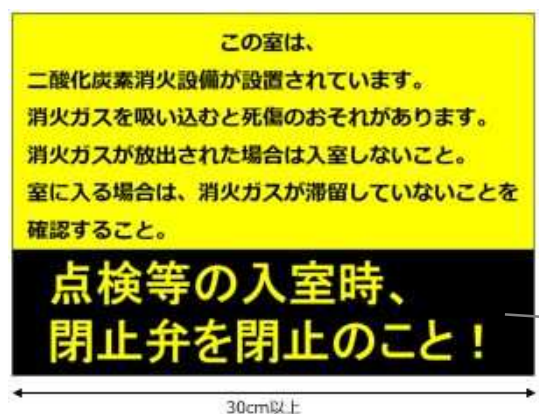 この室は、
二酸化炭素消火設備が設置されています。
消火ガスを吸い込むと死傷のおそれがあります。
消火ガスが放出された場合は入室しないこと。
室に入る場合は、消火ガスが滞留していないことを
確認すること。
点検等の入室時、
閉止弁を閉止のこと！
30cm以上